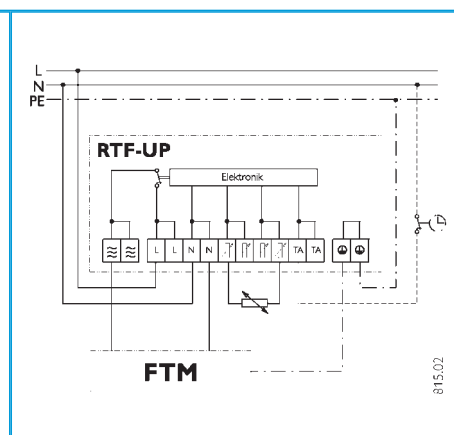 L
N
PE
RTF-UP
Elektronik
L L N N TA TA
FTM
815.02